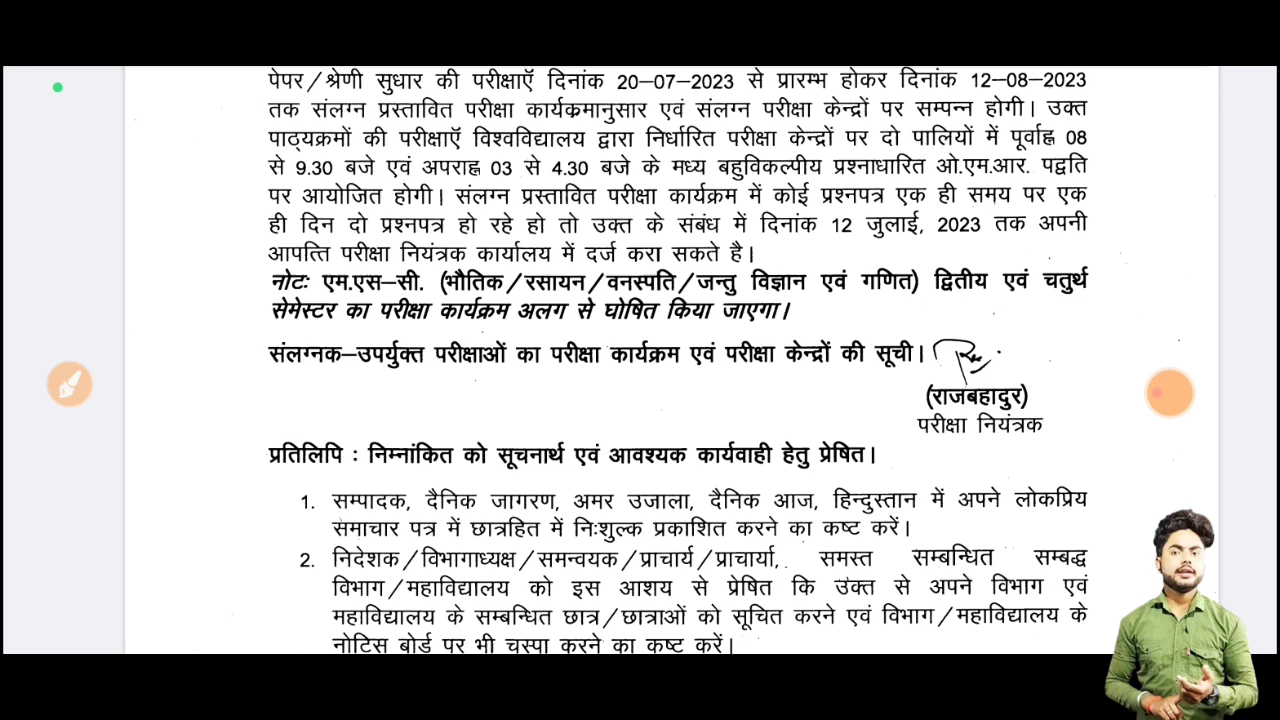 पेपर/श्रेणी सुधार की परीक्षाऍ दिनांक 20-07-2023 से प्रारम्भ होकर दिनांक 12-08-2023
तक संलग्न प्रस्तावित परीक्षा कार्यक्रमानुसार एवं संलग्न परीक्षा केन्द्रों पर सम्पन्न होगी। उक्त
पाठ्यक्रमों की परीक्षाऍ विश्वविद्यालय द्वारा निर्धारित परीक्षा केन्द्रों पर दो पालियों में पूर्वाह्न 08
से 9.30 बजे एवं अपराह्न 03 से 4.30 बजे के मध्य बहुविकल्पीय प्रश्नाधारित ओ.एम.आर. पद्वति
पर आयोजित होगी। संलग्न प्रस्तावित परीक्षा कार्यक्रम में कोई प्रश्नपत्र एक ही समय पर एक
ही दिन दो प्रश्नपत्र हो रहे हो तो उक्त के संबंध में दिनांक 12 जुलाई, 2023 तक अपनी
आपत्ति परीक्षा नियंत्रक कार्यालय में दर्ज करा सकते है।
नोटः एम.एस-सी. (भौतिक/रसायन/वनस्पति/जन्तु विज्ञान एवं गणित) द्वितीय एवं चतुर्थ
सेमेस्टर का परीक्षा कार्यक्रम अलग से घोषित किया जाएगा।
संलग्नक-उपर्युक्त परीक्षाओं का परीक्षा कार्यक्रम एवं परीक्षा केन्द्रों की सूची।
(राजबहादुर)
परीक्षा नियंत्रक
प्रतिलिपि : निम्नांकित को सूचनार्थ एवं आवश्यक कार्यवाही हेतु प्रेषित।
1. सम्पादक, दैनिक जागरण, अमर उजाला, दैनिक आज, हिन्दुस्तान में अपने लोकप्रिय
समाचार पत्र में छात्रहित में निःशुल्क प्रकाशित करने का कष्ट करें।
2. निदेशक/विभागाध्यक्ष/समन्वयक/प्राचार्य/प्राचार्या, समस्त सम्बन्धित सम्बद्ध
विभाग/महाविद्यालय को इस आशय से प्रेषित कि उक्त से अपने विभाग एवं
महाविद्यालय के सम्बन्धित छात्र/छात्राओं को सूचित करने एवं विभाग/महाविद्यालय के
नोटिस बोर्ड पर भी चस्पा करने का कष्ट करें।